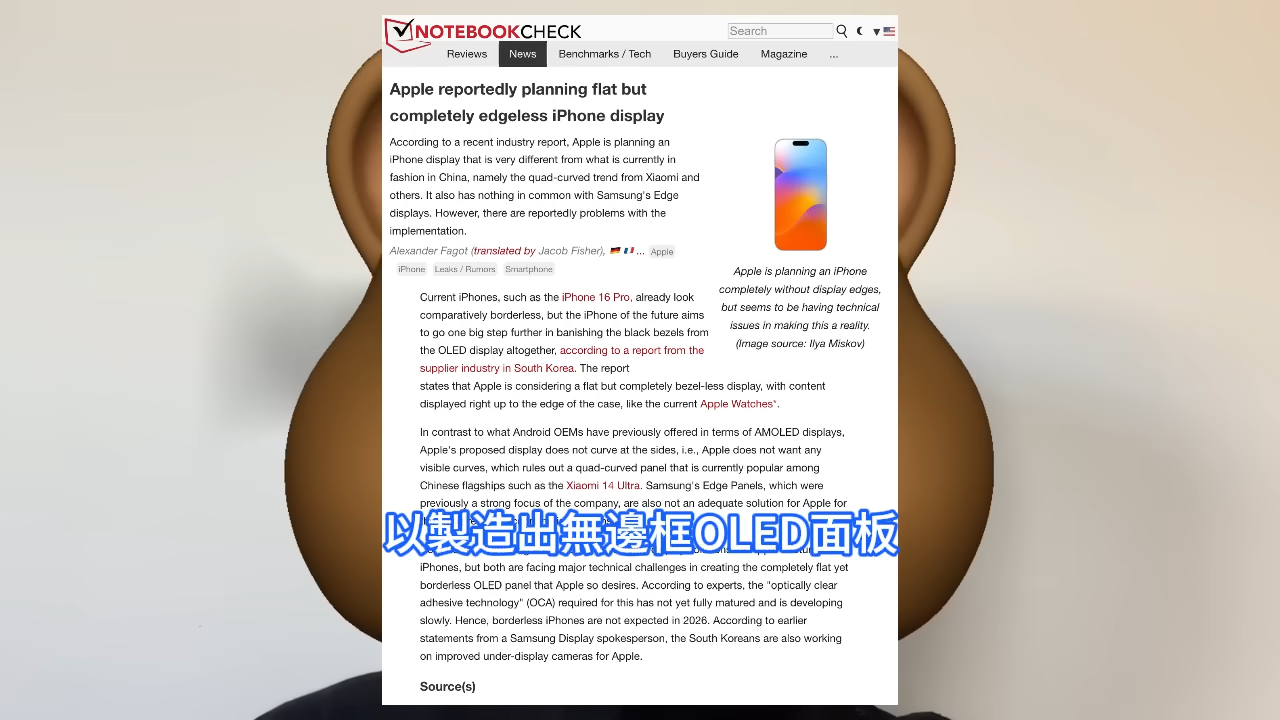 NOTEBOOKCHECK
Search
Reviews News Benchmarks / Tech Buyers Guide Magazine ...
Apple reportedly planning flat but
completely edgeless iPhone display
According to a recent industry report, Apple is planning an
iPhone display that is very different from what is currently in
fashion in China, namely the quad-curved trend from Xiaomi and
others. It also has nothing in common with Samsung's Edge
displays. However, there are reportedly problems with the
implementation.
Alexander Fagot (translated by Jacob Fisher), ... Apple
iPhone Leaks / Rumors Smartphone
Apple is planning an iPhone
completely without display edges,
but seems to be having technical
issues in making this a reality.
(Image source: Ilya Miskov)
Current iPhones, such as the iPhone 16 Pro, already look
comparatively borderless, but the iPhone of the future aims
to go one big step further in banishing the black bezels from
the OLED display altogether, according to a report from the
supplier industry in South Korea. The report
states that Apple is considering a flat but completely bezel-less display, with content
displayed right up to the edge of the case, like the current Apple Watches*.
In contrast to what Android OEMs have previously offered in terms of AMOLED displays,
Apple's proposed display does not curve at the sides, i.e., Apple does not want any
visible curves, which rules out a quad-curved panel that is currently popular among
Chinese flagships such as the Xiaomi 14 Ultra. Samsung's Edge Panels, which were
previously a strong focus of the company, are also not an adequate solution for Apple for
以製造出無邊框OLED面板
iPhones, but both are facing major technical challenges in creating the completely flat yet
borderless OLED panel that Apple so desires. According to experts, the "optically clear
adhesive technology" (OCA) required for this has not yet fully matured and is developing
slowly. Hence, borderless iPhones are not expected in 2026. According to earlier
statements from a Samsung Display spokesperson, the South Koreans are also working
on improved under-display cameras for Apple.
Source(s)